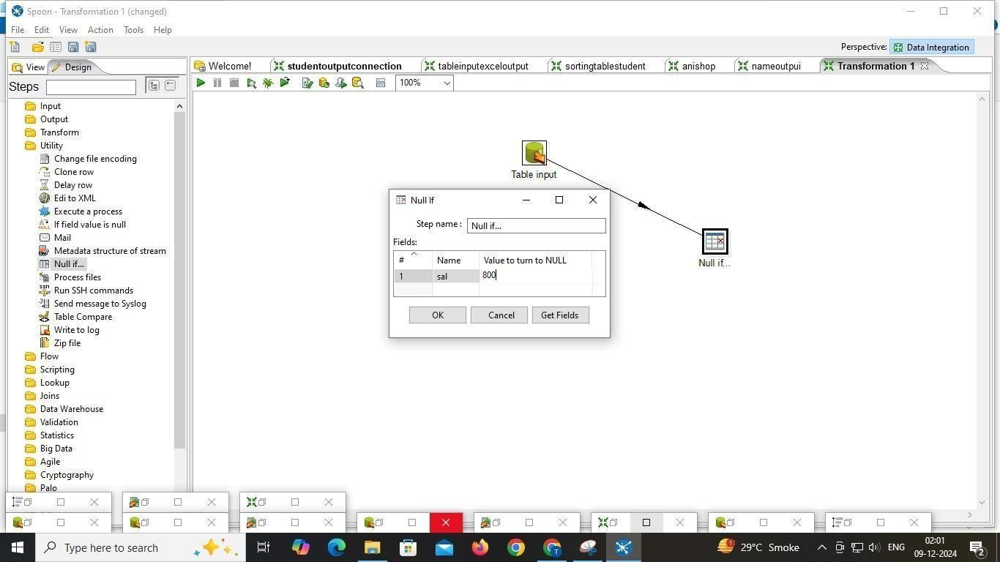 Spoon - Transformation 1 (changed)
File Edit View Action Tools Help
Perspective: Data Integration
View Design
Welcome! studentoutputconnection tableinputexceloutput sortingtablestudent anishop nameoutpui Transformation 1
Steps
100%
Input
Output
Transform
Utility
Change file encoding
Clone row
Delay row
Edi to XML
Execute a process
If field value is null
Mail
Metadata structure of stream
Null if...
Process files
Run SSH commands
Send message to Syslog
Table Compare
Write to log
Zip file
Flow
Scripting
Lookup
Joins
Data Warehouse
Validation
Statistics
Big Data
Agile
Cryptography
Palo
Table input
Null if...
Null If
Step name : Null if...
Fields:
# Name Value to turn to NULL
1 sal 800
OK Cancel Get Fields
Type here to search
29°C Smoke
ENG
02:01
09-12-2024
2